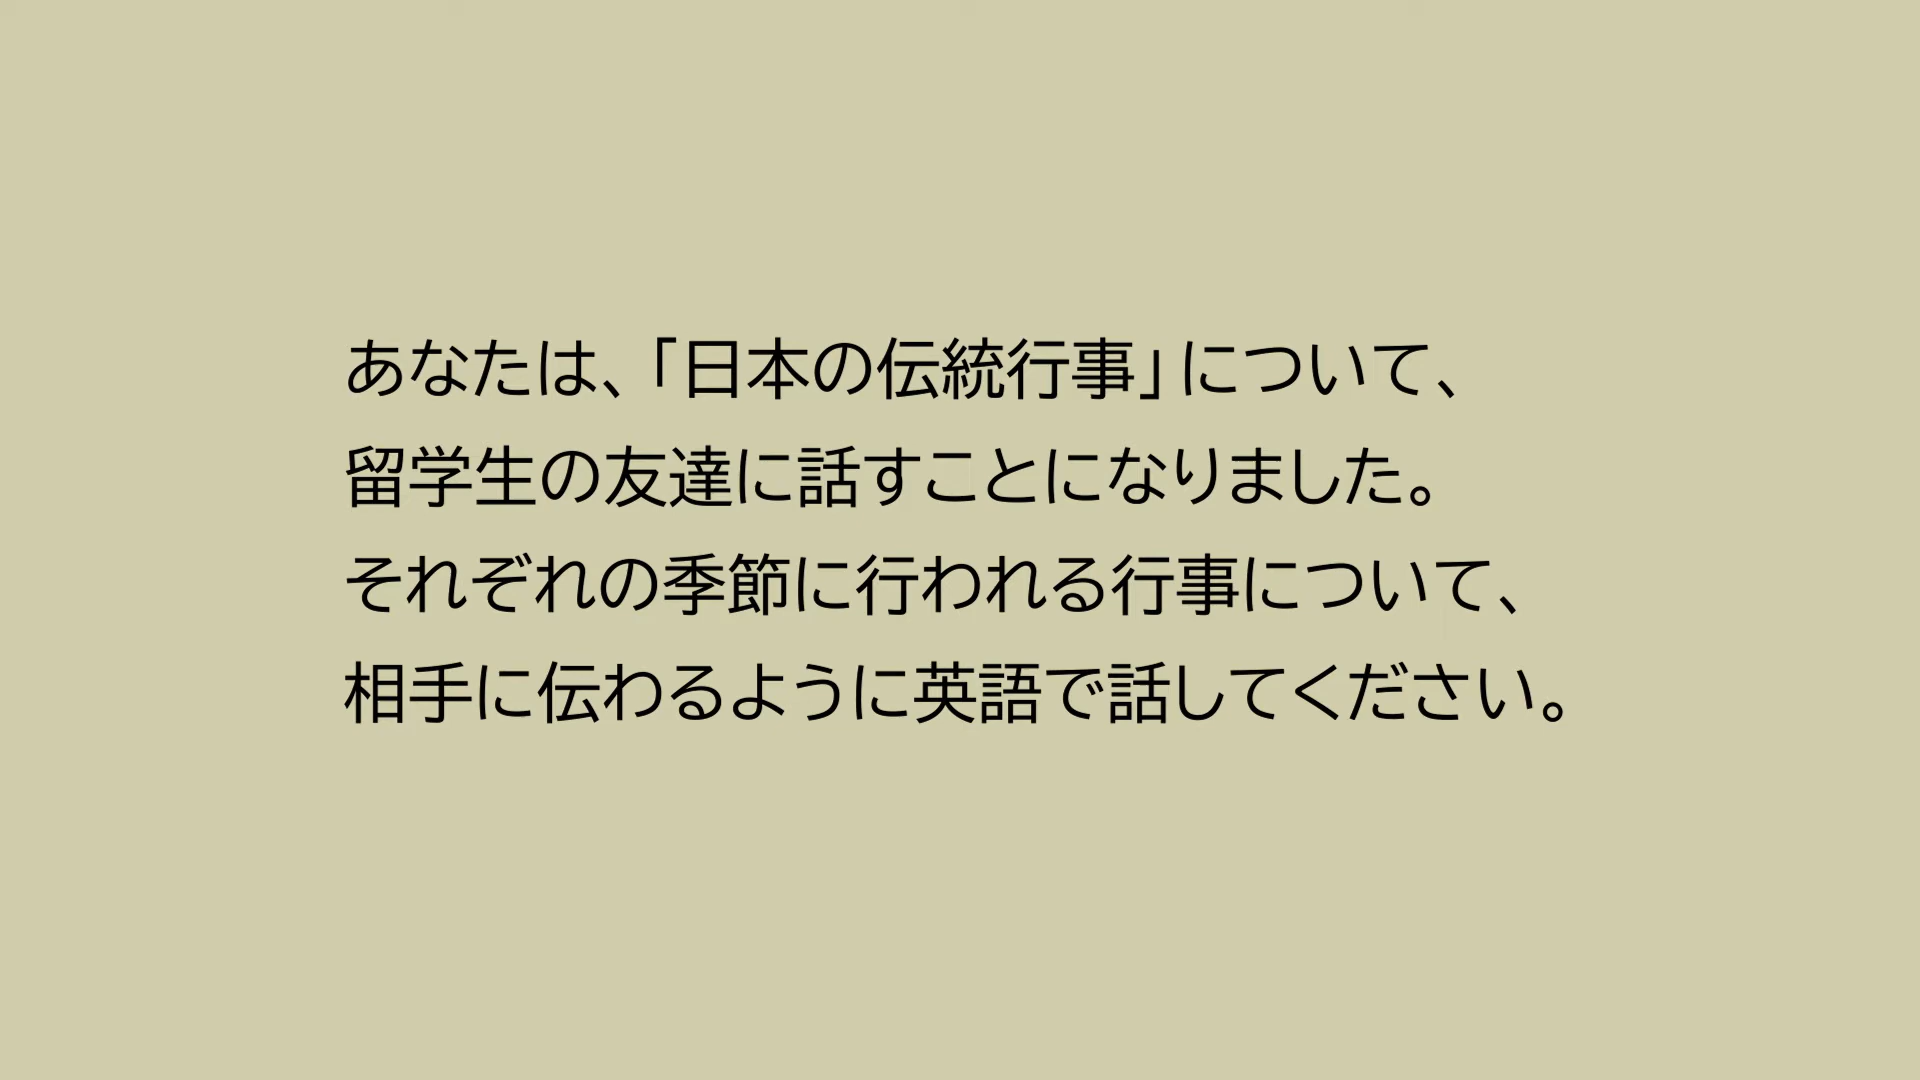 あなたは、「日本の伝統行事」について、
留学生の友達に話すことになりました。
それぞれの季節に行われる行事について、
相手に伝わるように英語で話してください。